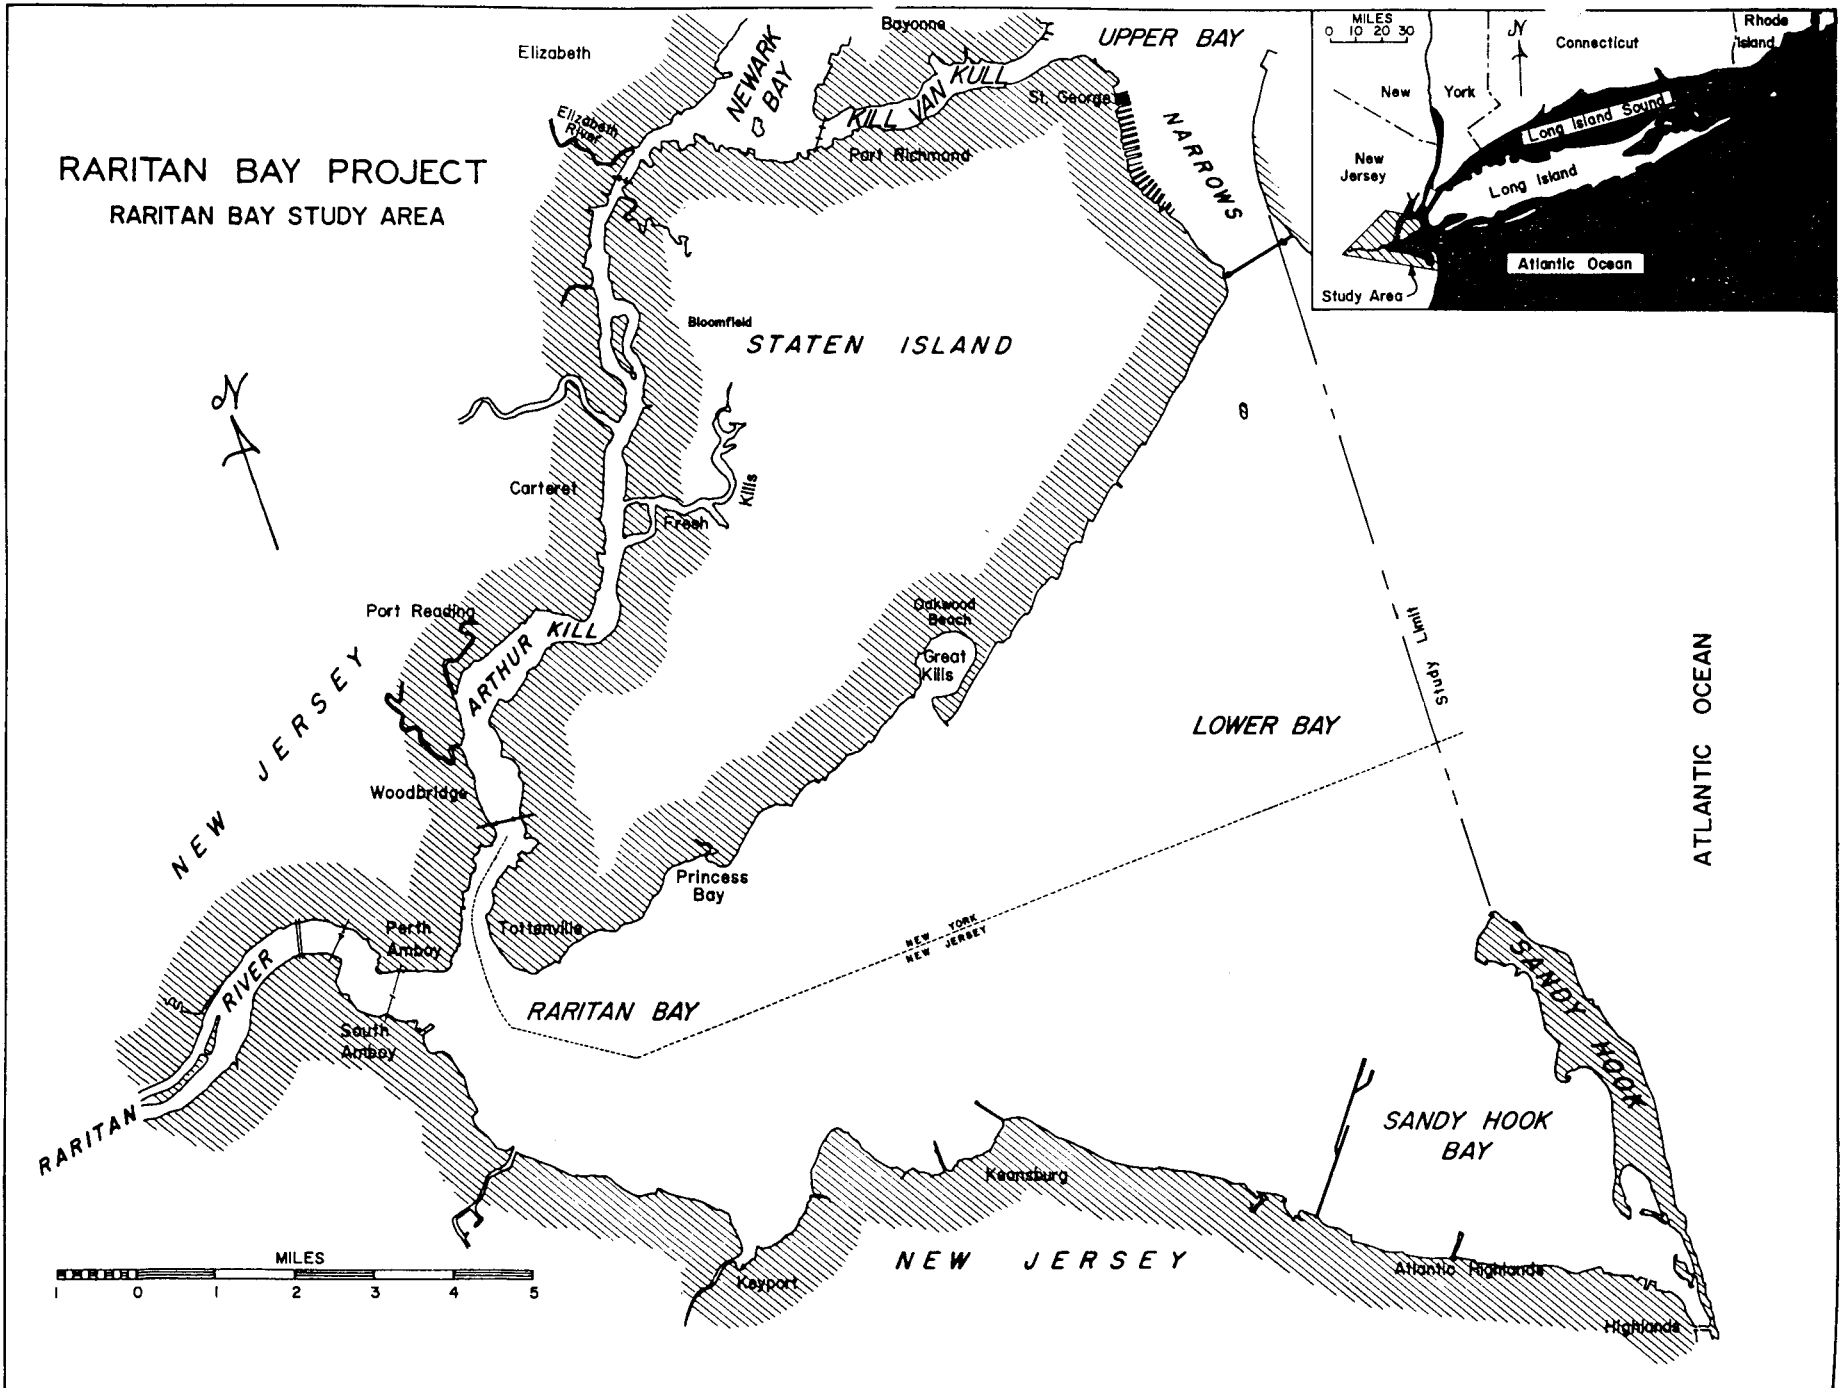 RARITAN BAY PROJECT
RARITAN BAY STUDY AREA
Elizabeth
Elizabeth
River
NEWARK
BAY
Bayonne
KILL VAN KULL
UPPER BAY
St. George
Port Richmond
NARROWS
MILES
0 10 20 30
N
Connecticut
Rhode
Island
New York
Long Island Sound
New
Jersey
Long Island
Atlantic Ocean
Study Area
Bloomfield
STATEN ISLAND
N
Carteret
Fresh
Kills
Port Reading
ARTHUR KILL
Oakwood
Beach
Great
Kills
Study Limit
NEW JERSEY
LOWER BAY
ATLANTIC OCEAN
Woodbridge
Princess
Bay
Perth
Amboy
Tottenville
NEW YORK
NEW JERSEY
RARITAN RIVER
RARITAN BAY
South
Amboy
SANDY HOOK
SANDY HOOK
BAY
Keansburg
NEW JERSEY
Keyport
Atlantic Highlands
Highlands
MILES
1 0 1 2 3 4 5